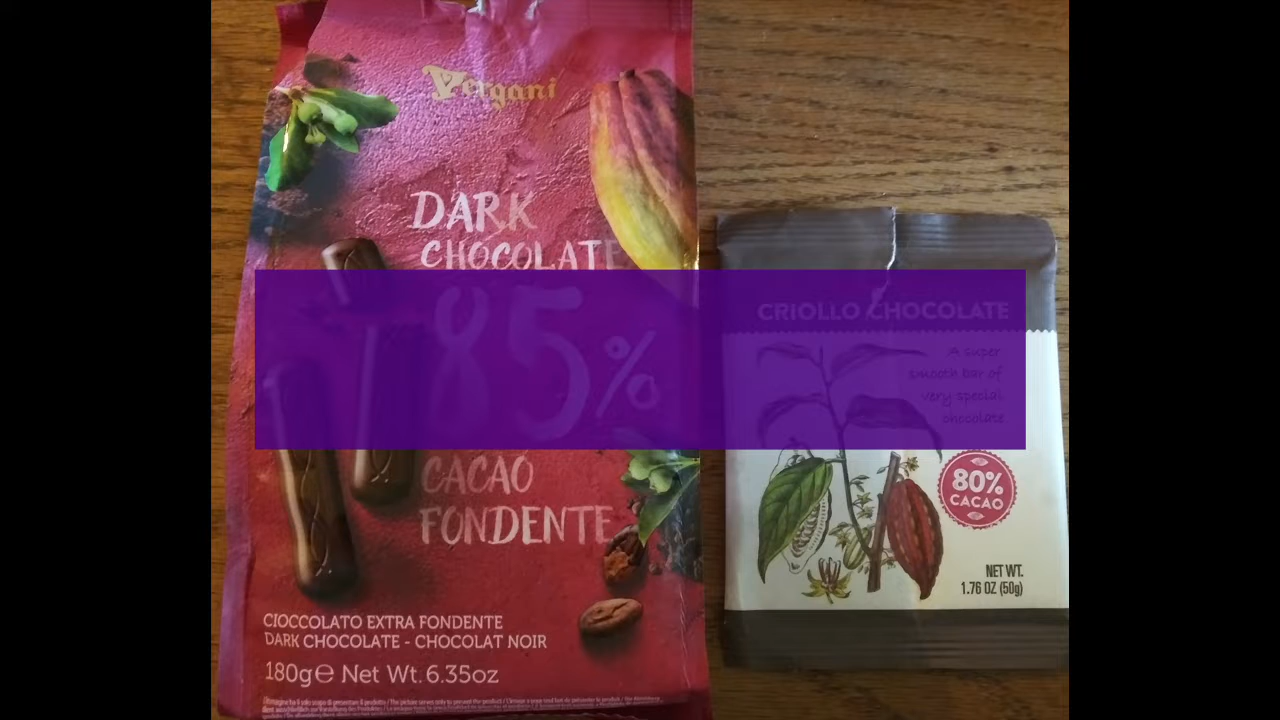 Vergani
DARK
CHOCOLATE
85%
CACAO
FONDENTE
CIOCCOLATO EXTRA FONDENTE
DARK CHOCOLATE - CHOCOLAT NOIR
180g℮ Net Wt. 6.35oz
CRIOLLO CHOCOLATE
A super
smooth bar of
very special
chocolate
80%
CACAO
NET WT.
1.76 OZ (50g)